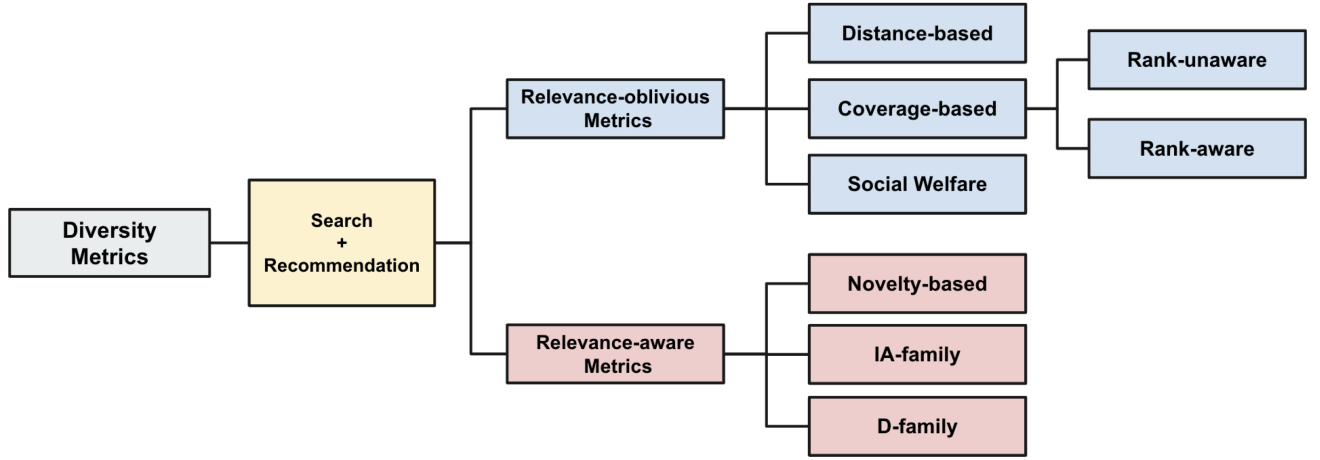 Diversity
Metrics
Search
+
Recommendation
Relevance-oblivious
Metrics
Distance-based
Coverage-based
Social Welfare
Rank-unaware
Rank-aware
Relevance-aware
Metrics
Novelty-based
IA-family
D-family